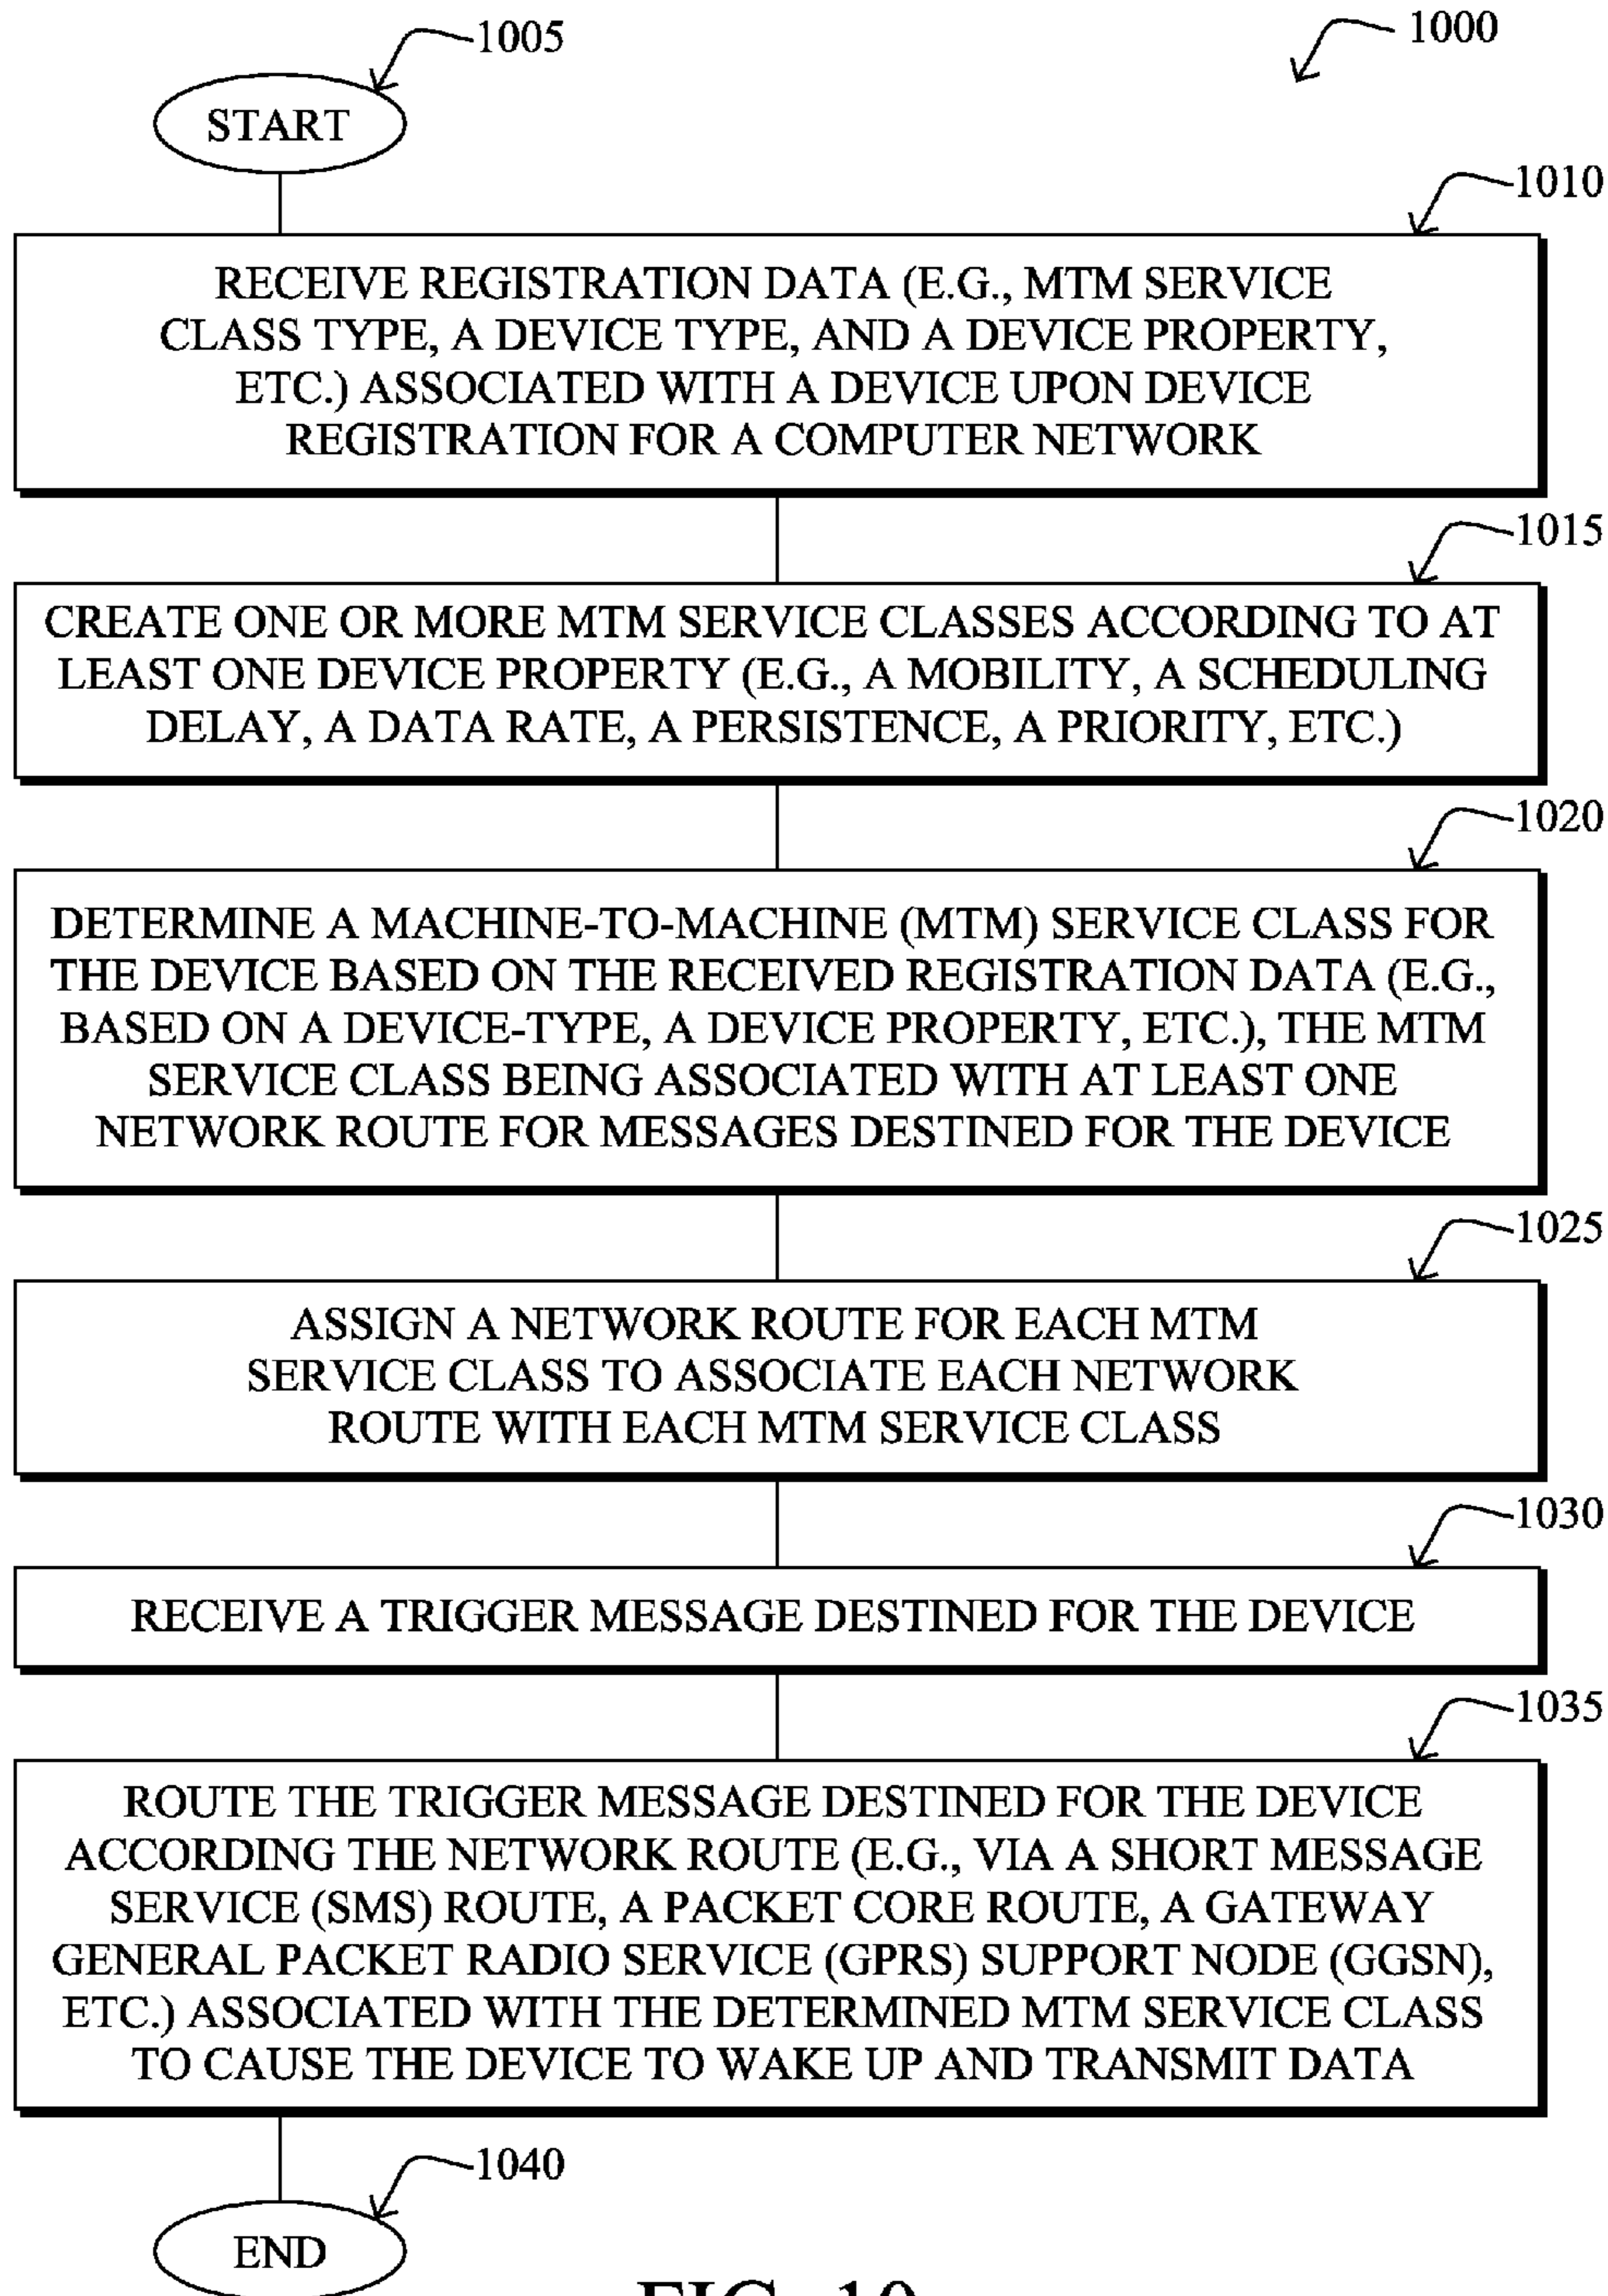 1005
1000
START
1010
RECEIVE REGISTRATION DATA (E.G., MTM SERVICE
CLASS TYPE, A DEVICE TYPE, AND A DEVICE PROPERTY,
ETC.) ASSOCIATED WITH A DEVICE UPON DEVICE
REGISTRATION FOR A COMPUTER NETWORK
1015
CREATE ONE OR MORE MTM SERVICE CLASSES ACCORDING TO AT
LEAST ONE DEVICE PROPERTY (E.G., A MOBILITY, A SCHEDULING
DELAY, A DATA RATE, A PERSISTENCE, A PRIORITY, ETC.)
1020
DETERMINE A MACHINE-TO-MACHINE (MTM) SERVICE CLASS FOR
THE DEVICE BASED ON THE RECEIVED REGISTRATION DATA (E.G.,
BASED ON A DEVICE-TYPE, A DEVICE PROPERTY, ETC.), THE MTM
SERVICE CLASS BEING ASSOCIATED WITH AT LEAST ONE
NETWORK ROUTE FOR MESSAGES DESTINED FOR THE DEVICE
1025
ASSIGN A NETWORK ROUTE FOR EACH MTM
SERVICE CLASS TO ASSOCIATE EACH NETWORK
ROUTE WITH EACH MTM SERVICE CLASS
1030
RECEIVE A TRIGGER MESSAGE DESTINED FOR THE DEVICE
1035
ROUTE THE TRIGGER MESSAGE DESTINED FOR THE DEVICE
ACCORDING THE NETWORK ROUTE (E.G., VIA A SHORT MESSAGE
SERVICE (SMS) ROUTE, A PACKET CORE ROUTE, A GATEWAY
GENERAL PACKET RADIO SERVICE (GPRS) SUPPORT NODE (GGSN),
ETC.) ASSOCIATED WITH THE DETERMINED MTM SERVICE CLASS
TO CAUSE THE DEVICE TO WAKE UP AND TRANSMIT DATA
1040
END
FIG. 10